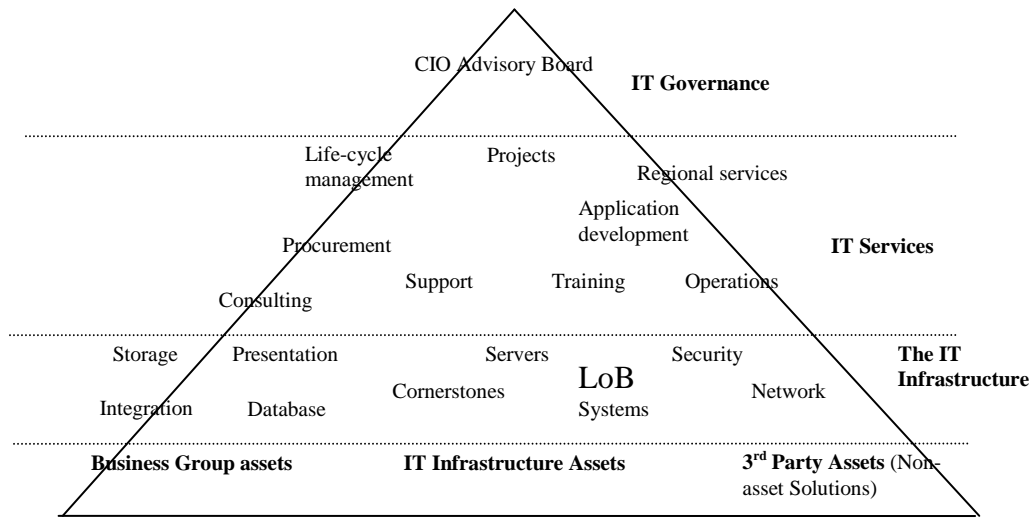 CIO Advisory Board
IT Governance
Life-cycle
management
Projects
Regional services
Application
development
Procurement
IT Services
Support
Training
Operations
Consulting
Storage
Presentation
Servers
Security
The IT
Infrastructure
Cornerstones
LoB
Systems
Network
Integration
Database
Business Group assets
IT Infrastructure Assets
3rd Party Assets (Non-
asset Solutions)